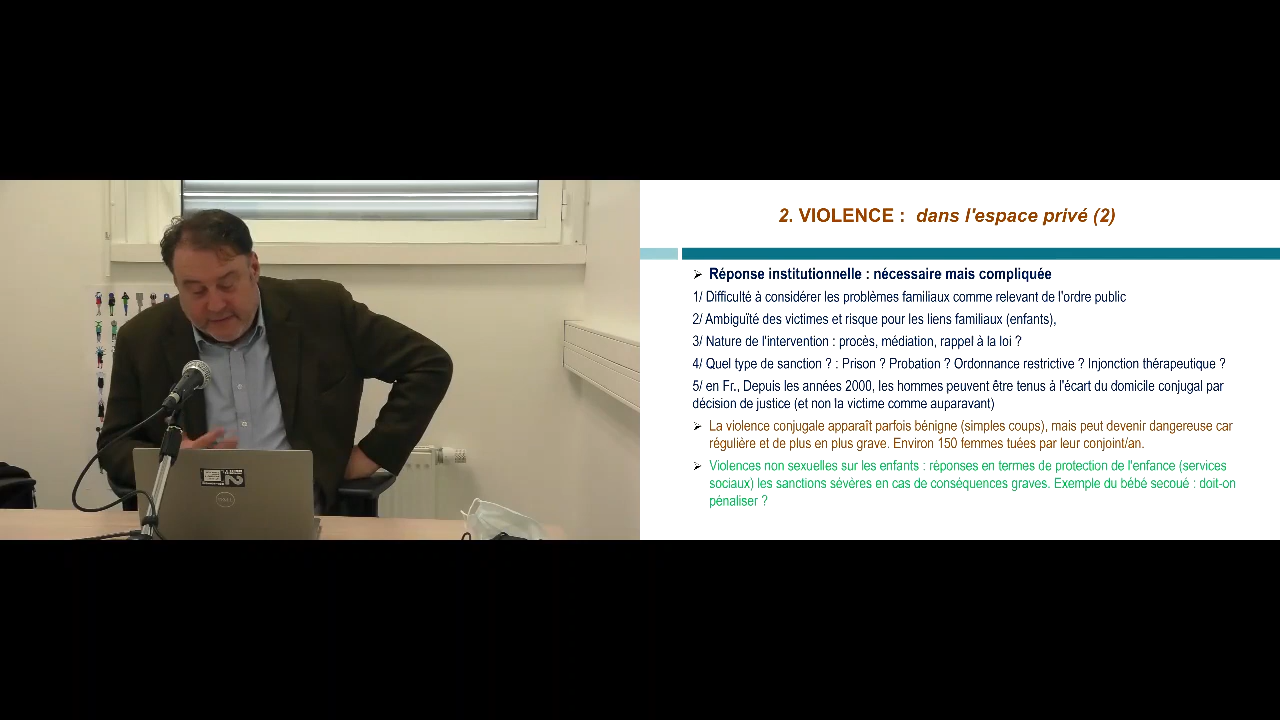 2. VIOLENCE : dans l'espace privé (2)
➢ Réponse institutionnelle : nécessaire mais compliquée
1/ Difficulté à considérer les problèmes familiaux comme relevant de l'ordre public
2/ Ambiguïté des victimes et risque pour les liens familiaux (enfants),
3/ Nature de l'intervention : procès, médiation, rappel à la loi ?
4/ Quel type de sanction ? : Prison ? Probation ? Ordonnance restrictive ? Injonction thérapeutique ?
5/ en Fr., Depuis les années 2000, les hommes peuvent être tenus à l'écart du domicile conjugal par
décision de justice (et non la victime comme auparavant)
➢ La violence conjugale apparaît parfois bénigne (simples coups), mais peut devenir dangereuse car
régulière et de plus en plus grave. Environ 150 femmes tuées par leur conjoint/an.
➢ Violences non sexuelles sur les enfants : réponses en termes de protection de l'enfance (services
sociaux) les sanctions sévères en cas de conséquences graves. Exemple du bébé secoué : doit-on
pénaliser ?
DELL